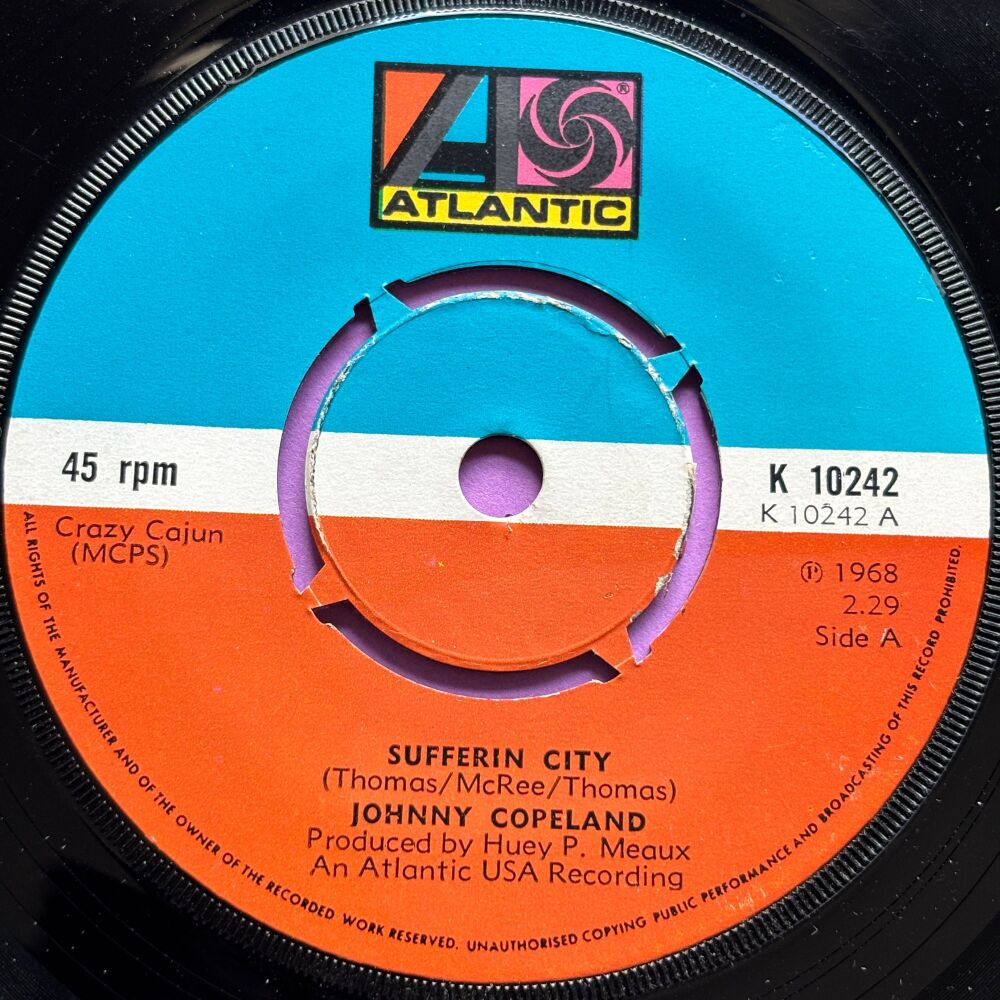 ®
ATLANTIC
45 rpm
K 10242
K 10242 A
Crazy Cajun
(MCPS)
℗ 1968
2.29
Side A
SUFFERIN CITY
(Thomas/McRee/Thomas)
JOHNNY COPELAND
Produced by Huey P. Meaux
An Atlantic USA Recording
ALL RIGHTS OF THE MANUFACTURER AND OF THE OWNER OF THE RECORDED WORK RESERVED. UNAUTHORISED COPYING PUBLIC PERFORMANCE AND BROADCASTING OF THIS RECORD PROHIBITED.